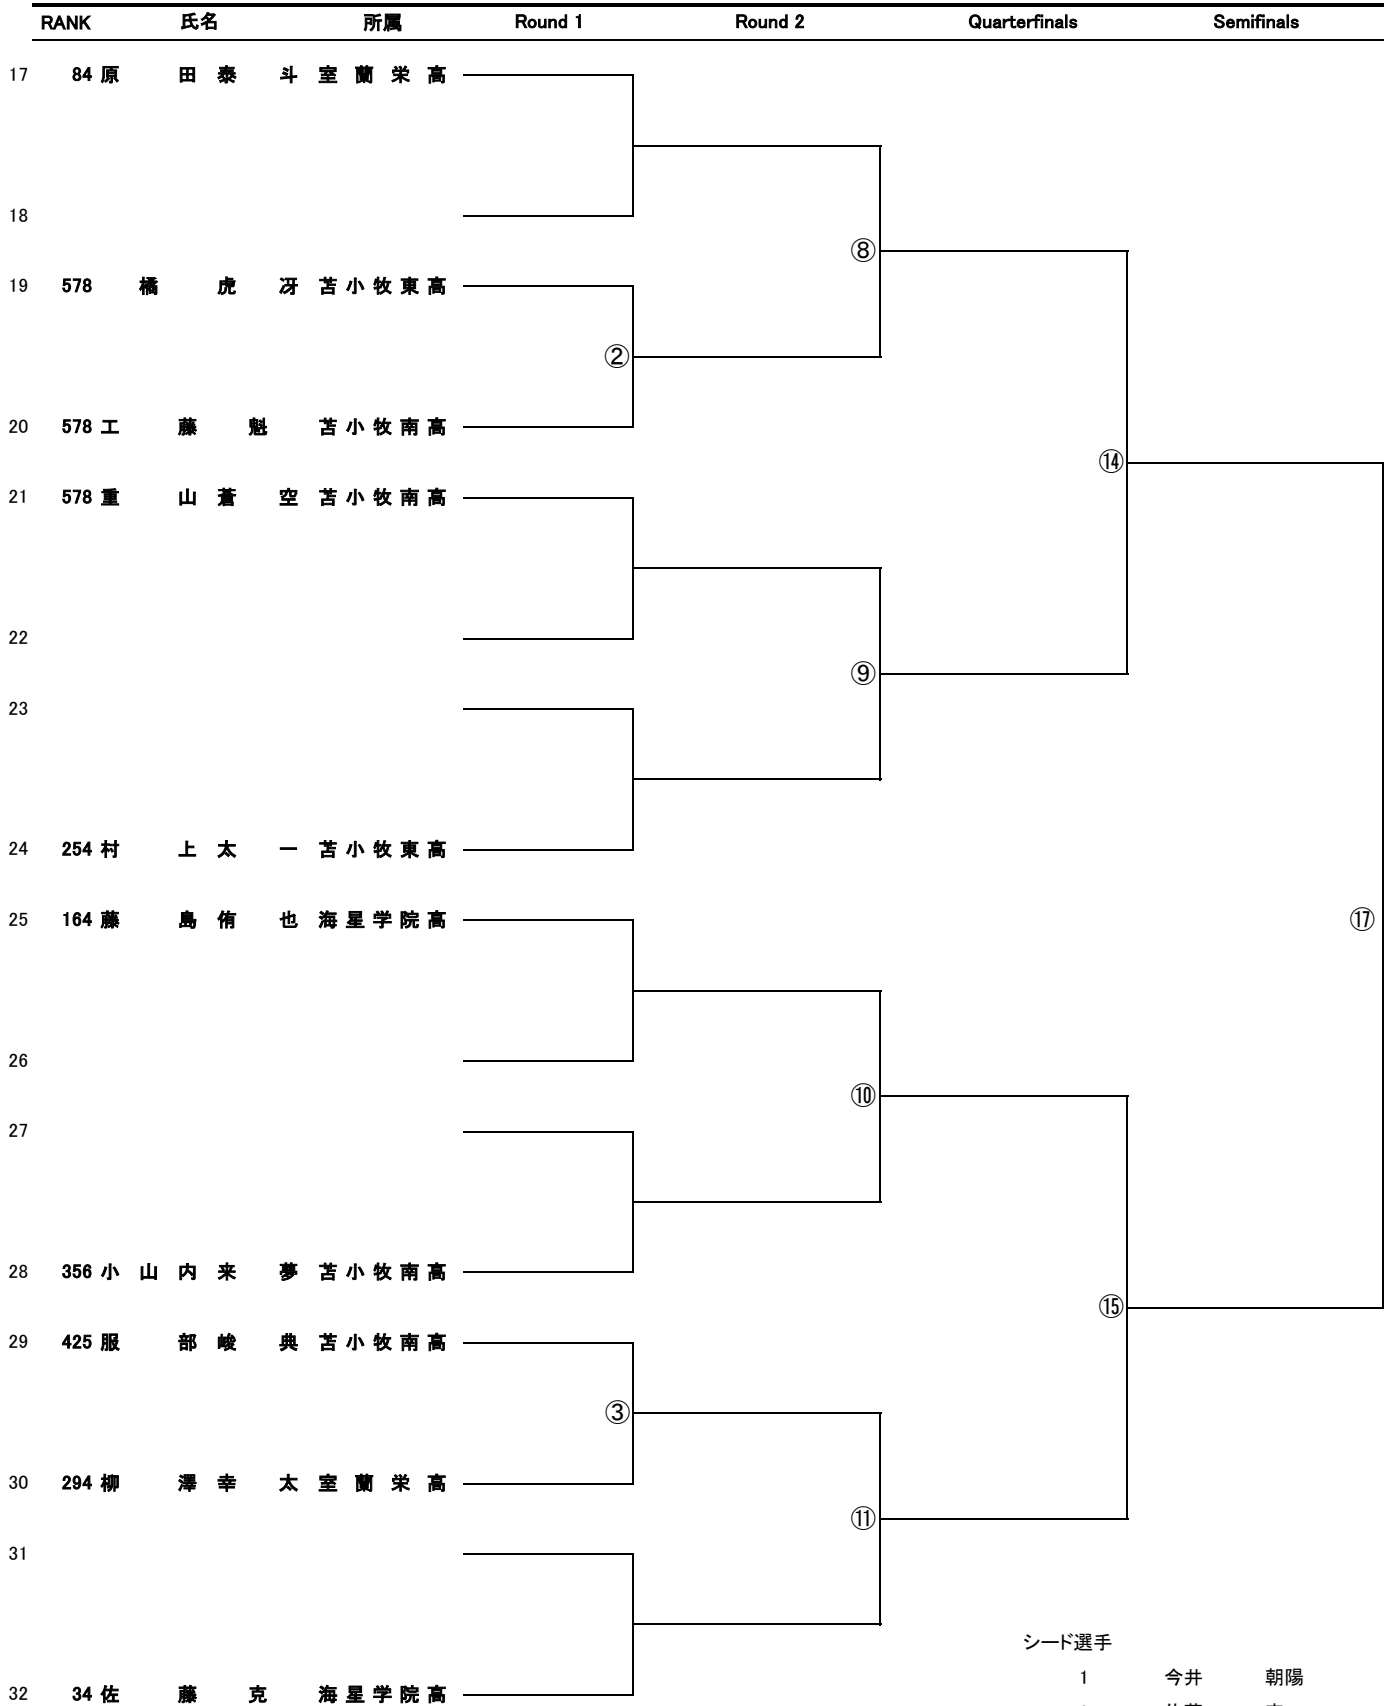 RANK 氏名 所属 Round 1 Round 2 Quarterfinals Semifinals
17 84 原田泰斗 室蘭栄高
18
⑧
19 578 橘虎冴 苫小牧東高
②
20 578 工藤魁 苫小牧南高
⑭
21 578 重山蒼空 苫小牧南高
22
⑨
23
24 254 村上太一 苫小牧東高
25 164 藤島侑也 海星学院高
⑰
26
⑩
27
28 356 小山内来夢 苫小牧南高
⑮
29 425 服部峻典 苫小牧南高
③
30 294 柳澤幸太 室蘭栄高
⑪
31
シード選手
1 今井 朝陽
32 34 佐藤克 海星学院高